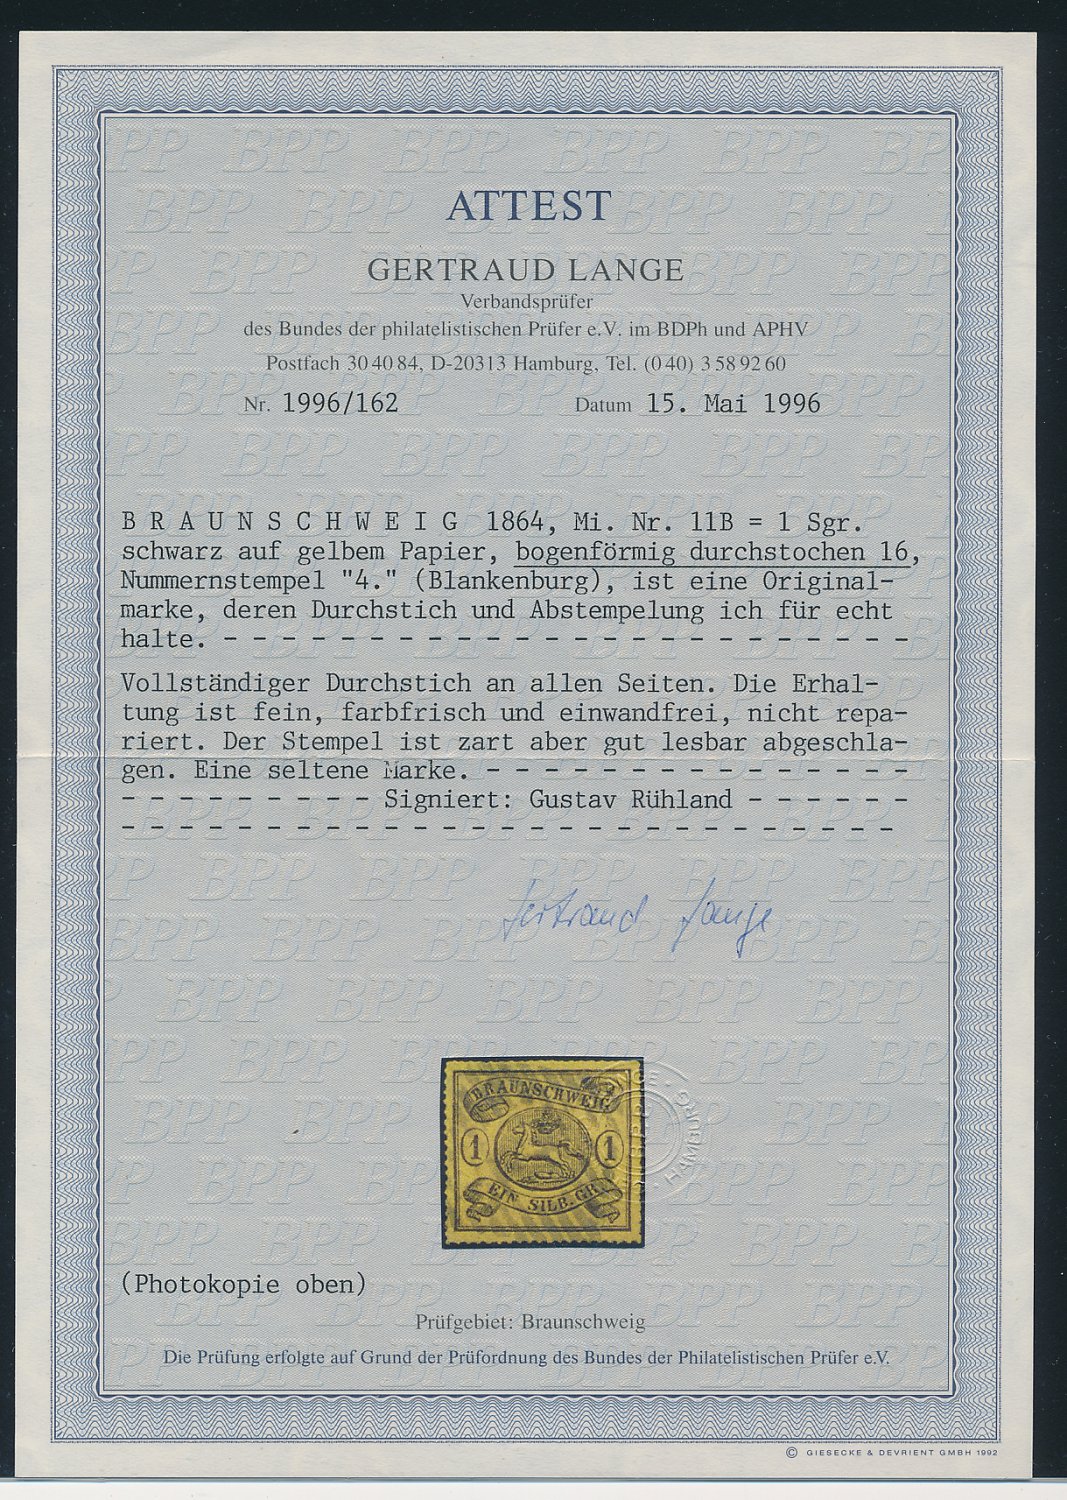 ATTEST
GERTRAUD LANGE
Verbandsprüfer
des Bundes der philatelistischen Prüfer e.V. im BDPh und APHV
Postfach 30 40 84, D-20313 Hamburg, Tel. (0 40) 3 58 92 60
Nr. 1996/162 Datum 15. Mai 1996
B R A U N S C H W E I G 1864, Mi. Nr. 11B = 1 Sgr.
schwarz auf gelbem Papier, bogenförmig durchstochen 16,
Nummernstempel "4." (Blankenburg), ist eine Original-
marke, deren Durchstich und Abstempelung ich für echt
halte. - - - - - - - - - - - - - - - - - - - - - - - -
Vollständiger Durchstich an allen Seiten. Die Erhal-
tung ist fein, farbfrisch und einwandfrei, nicht repa-
riert. Der Stempel ist zart aber gut lesbar abgeschla-
gen. Eine seltene Marke. - - - - - - - - - - - - - - -
- - - - - - - - - Signiert: Gustav Rühland - - - - - -
- - - - - - - - - - - - - - - - - - - - - - - - - - -
Gertraud Lange
BRAUNSCHWEIG
1 1
EIN SILB.GR.
HAMBURG
(Photokopie oben)
Prüfgebiet: Braunschweig
Die Prüfung erfolgte auf Grund der Prüfordnung des Bundes der Philatelistischen Prüfer e.V.
© GIESECKE & DEVRIENT GMBH 1992